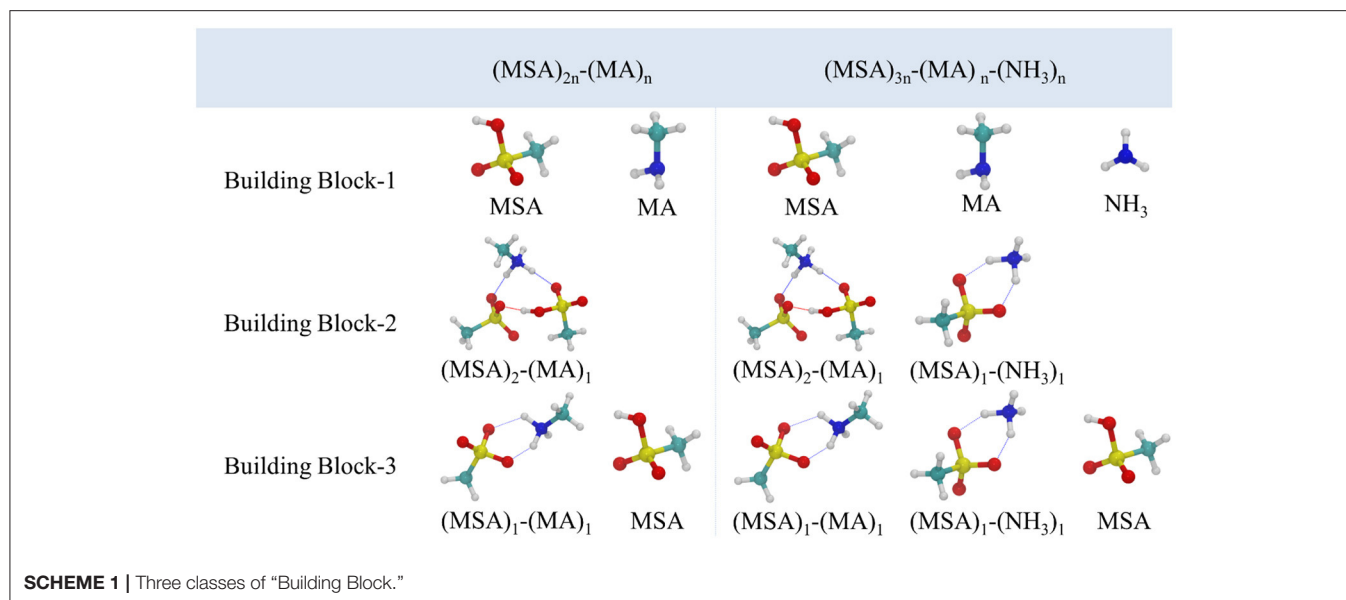 (MSA)₂ₙ-(MA)ₙ (MSA)₃ₙ-(MA) ₙ-(NH₃)ₙ
Building Block-1
MSA MA MSA MA NH₃
Building Block-2
(MSA)₂-(MA)₁ (MSA)₂-(MA)₁ (MSA)₁-(NH₃)₁
Building Block-3
(MSA)₁-(MA)₁ MSA (MSA)₁-(MA)₁ (MSA)₁-(NH₃)₁ MSA
SCHEME 1 | Three classes of “Building Block.”